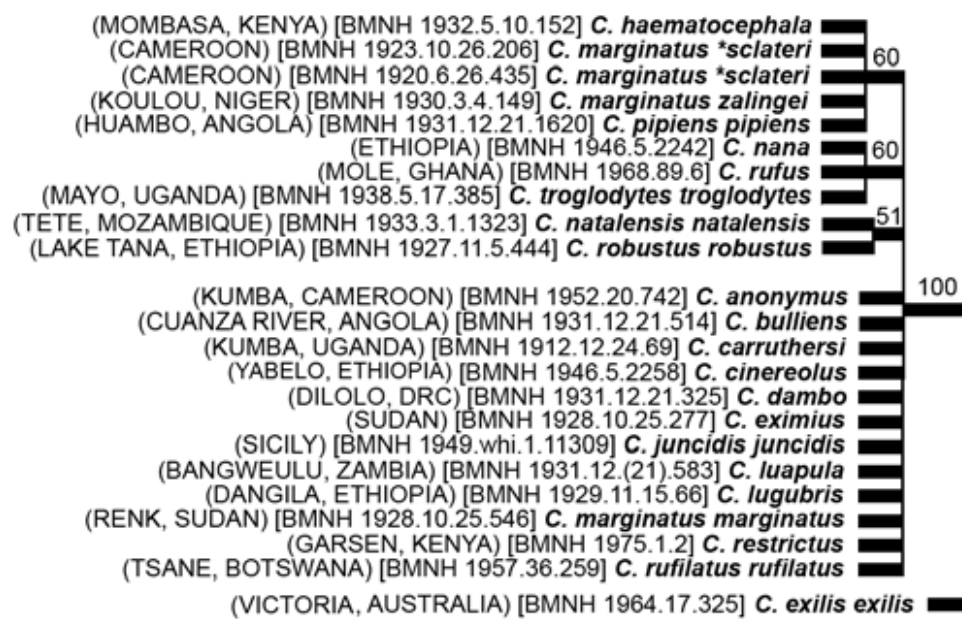 (MOMBASA, KENYA) [BMNH 1932.5.10.152] C. haematocephala
(CAMEROON) [BMNH 1923.10.26.206] C. marginatus *sclateri
60
(CAMEROON) [BMNH 1920.6.26.435] C. marginatus *sclateri
(KOULOU, NIGER) [BMNH 1930.3.4.149] C. marginatus zalingei
(HUAMBO, ANGOLA) [BMNH 1931.12.21.1620] C. pipiens pipiens
(ETHIOPIA) [BMNH 1946.5.2242] C. nana
60
(MOLE, GHANA) [BMNH 1968.89.6] C. rufus
(MAYO, UGANDA) [BMNH 1938.5.17.385] C. troglodytes troglodytes
(TETE, MOZAMBIQUE) [BMNH 1933.3.1.1323] C. natalensis natalensis
51
(LAKE TANA, ETHIOPIA) [BMNH 1927.11.5.444] C. robustus robustus
(KUMBA, CAMEROON) [BMNH 1952.20.742] C. anonymus
100
(CUANZA RIVER, ANGOLA) [BMNH 1931.12.21.514] C. bulliens
(KUMBA, UGANDA) [BMNH 1912.12.24.69] C. carruthersi
(YABELO, ETHIOPIA) [BMNH 1946.5.2258] C. cinereolus
(DILOLO, DRC) [BMNH 1931.12.21.325] C. dambo
(SUDAN) [BMNH 1928.10.25.277] C. eximius
(SICILY) [BMNH 1949.whi.1.11309] C. juncidis juncidis
(BANGWEULU, ZAMBIA) [BMNH 1931.12.(21).583] C. luapula
(DANGILA, ETHIOPIA) [BMNH 1929.11.15.66] C. lugubris
(RENK, SUDAN) [BMNH 1928.10.25.546] C. marginatus marginatus
(GARSEN, KENYA) [BMNH 1975.1.2] C. restrictus
(TSANE, BOTSWANA) [BMNH 1957.36.259] C. rufilatus rufilatus
(VICTORIA, AUSTRALIA) [BMNH 1964.17.325] C. exilis exilis